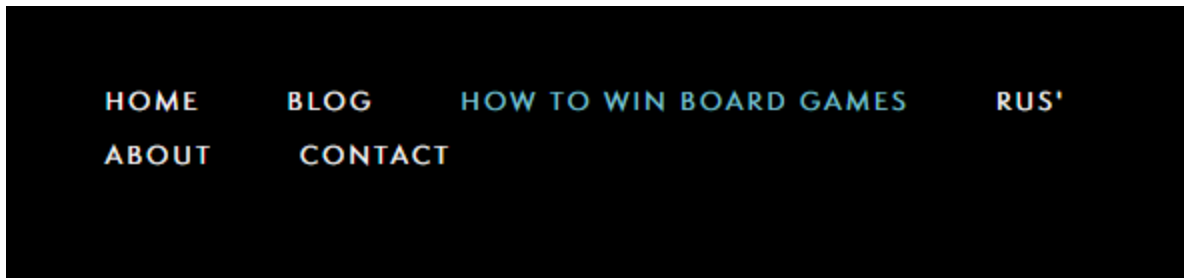 HOME BLOG HOW TO WIN BOARD GAMES RUS'
ABOUT CONTACT